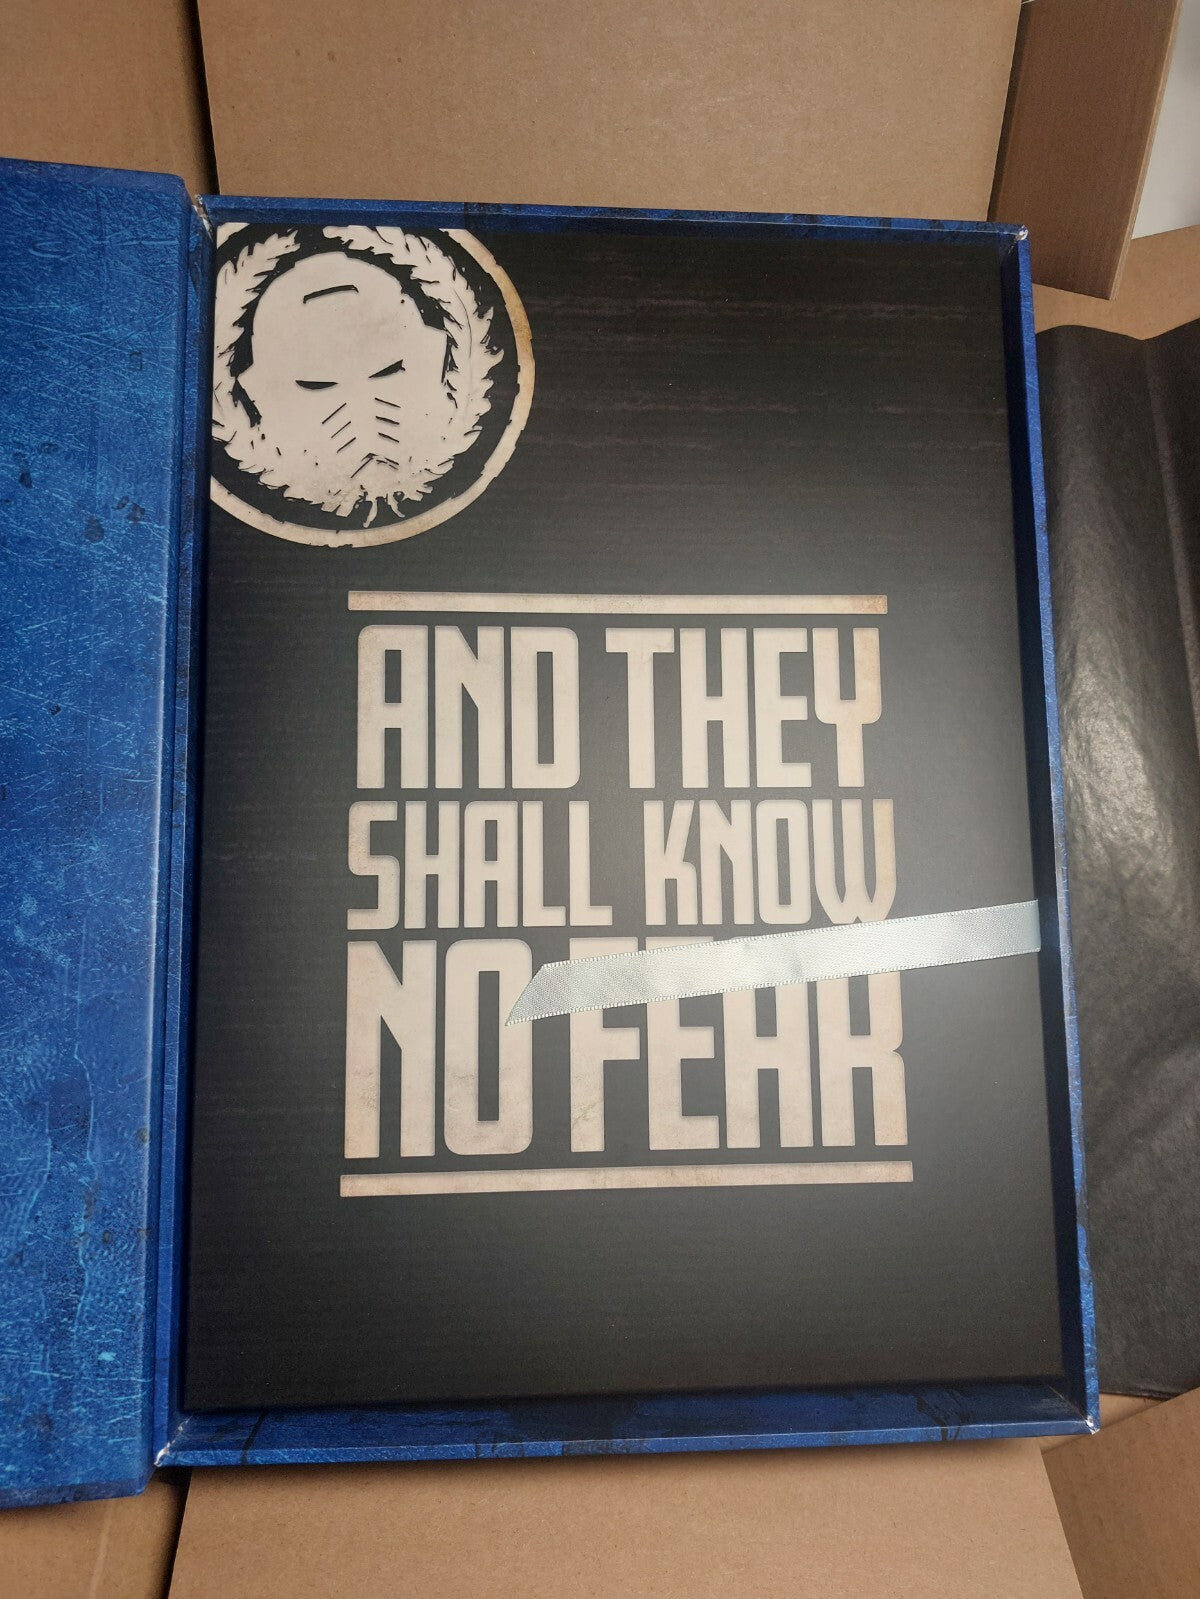 AND THEY
SHALL KNOW
NO FEAR